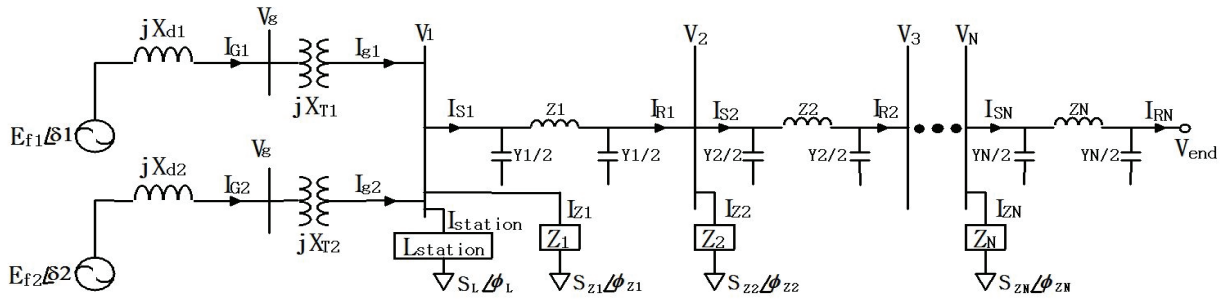 jXd1
IG1
Vg
Ig1
V1
V2
V3
VN
jXT1
IS1
Z1
IR1
IS2
Z2
IR2
ISN
ZN
IRN
Ef1∠δ1
Y1/2
Y1/2
Y2/2
Y2/2
YN/2
YN/2
Vend
jXd2
IG2
Vg
Ig2
jXT2
Istation
IZ1
IZ2
IZN
Lstation
Z1
Z2
ZN
Ef2∠δ2
SL∠ϕL
SZ1∠ϕZ1
SZ2∠ϕZ2
SZN∠ϕZN